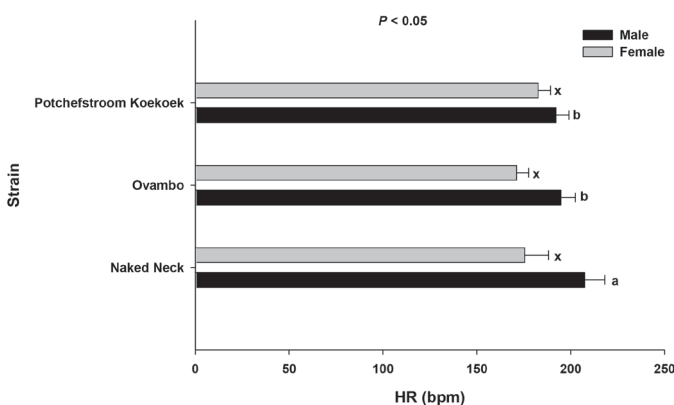 P < 0.05
Male
Female
Potchefstroom Koekoek
x
b
Strain
Ovambo
x
b
Naked Neck
x
a
0 50 100 150 200 250
HR (bpm)